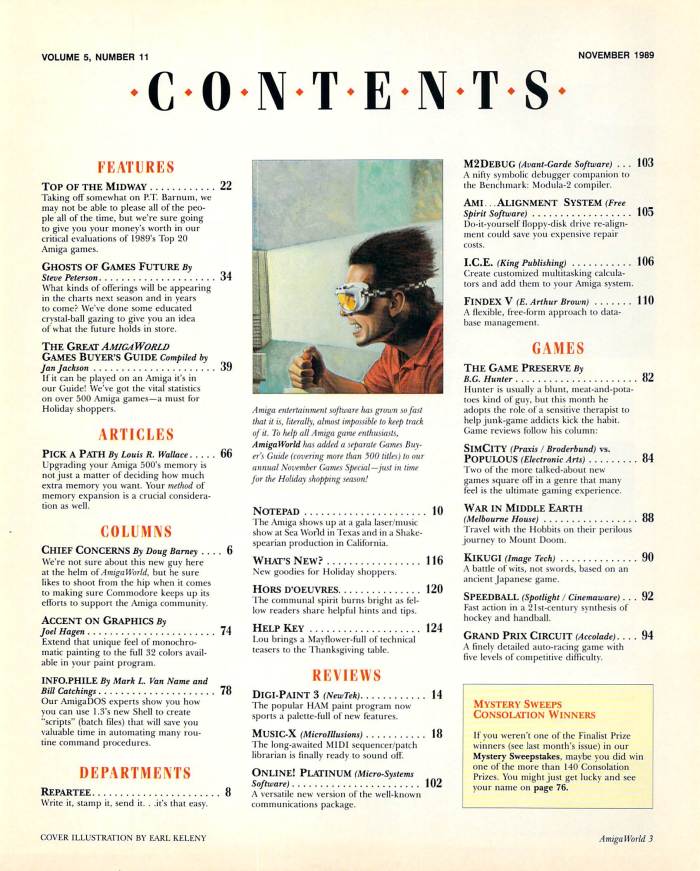 VOLUME 5, NUMBER 11
NOVEMBER 1989
·C·O·N·T·E·N·T·S·
FEATURES
TOP OF THE MIDWAY . . . . . . . . . . . . 22
Taking off somewhat on P.T. Barnum, we
may not be able to please all of the peo-
ple all of the time, but we're sure going
to give you your money's worth in our
critical evaluations of 1989's Top 20
Amiga games.
GHOSTS OF GAMES FUTURE By
Steve Peterson. . . . . . . . . . . . . . . . . . . . . 34
What kinds of offerings will be appearing
in the charts next season and in years
to come? We've done some educated
crystal-ball gazing to give you an idea
of what the future holds in store.
THE GREAT AMIGAWORLD
GAMES BUYER'S GUIDE Compiled by
Jan Jackson . . . . . . . . . . . . . . . . . . . . . . 39
If it can be played on an Amiga it's in
our Guide! We've got the vital statistics
on over 500 Amiga games—a must for
Holiday shoppers.
ARTICLES
PICK A PATH By Louis R. Wallace. . . . . 66
Upgrading your Amiga 500's memory is
not just a matter of deciding how much
extra memory you want. Your method of
memory expansion is a crucial considera-
tion as well.
COLUMNS
CHIEF CONCERNS By Doug Barney . . . . 6
We're not sure about this new guy here
at the helm of AmigaWorld, but he sure
likes to shoot from the hip when it comes
to making sure Commodore keeps up its
efforts to support the Amiga community.
ACCENT ON GRAPHICS By
Joel Hagen . . . . . . . . . . . . . . . . . . . . . . . 74
Extend that unique feel of monochro-
matic painting to the full 32 colors avail-
able in your paint program.
INFO.PHILE By Mark L. Van Name and
Bill Catchings. . . . . . . . . . . . . . . . . . . . . 78
Our AmigaDOS experts show you how
you can use 1.3's new Shell to create
"scripts" (batch files) that will save you
valuable time in automating many rou-
tine command procedures.
DEPARTMENTS
REPARTEE. . . . . . . . . . . . . . . . . . . . . . . 8
Write it, stamp it, send it. . .it's that easy.
Amiga entertainment software has grown so fast
that it is, literally, almost impossible to keep track
of it. To help all Amiga game enthusiasts,
AmigaWorld has added a separate Games Buy-
er's Guide (covering more than 500 titles) to our
annual November Games Special—just in time
for the Holiday shopping season!
NOTEPAD . . . . . . . . . . . . . . . . . . . . . . 10
The Amiga shows up at a gala laser/music
show at Sea World in Texas and in a Shake-
spearian production in California.
WHAT'S NEW? . . . . . . . . . . . . . . . . . 116
New goodies for Holiday shoppers.
HORS D'OEUVRES. . . . . . . . . . . . . . . 120
The communal spirit burns bright as fel-
low readers share helpful hints and tips.
HELP KEY . . . . . . . . . . . . . . . . . . . . 124
Lou brings a Mayflower-full of technical
teasers to the Thanksgiving table.
REVIEWS
DIGI-PAINT 3 (NewTek). . . . . . . . . . . . 14
The popular HAM paint program now
sports a palette-full of new features.
MUSIC-X (MicroIllusions) . . . . . . . . . . . 18
The long-awaited MIDI sequencer/patch
librarian is finally ready to sound off.
ONLINE! PLATINUM (Micro-Systems
Software) . . . . . . . . . . . . . . . . . . . . . . . 102
A versatile new version of the well-known
communications package.
M2DEBUG (Avant-Garde Software) . . . 103
A nifty symbolic debugger companion to
the Benchmark: Modula-2 compiler.
AMI. . .ALIGNMENT SYSTEM (Free
Spirit Software) . . . . . . . . . . . . . . . . . . 105
Do-it-yourself floppy-disk drive re-align-
ment could save you expensive repair
costs.
I.C.E. (King Publishing) . . . . . . . . . . . 106
Create customized multitasking calcula-
tors and add them to your Amiga system.
FINDEX V (E. Arthur Brown) . . . . . . . 110
A flexible, free-form approach to data-
base management.
GAMES
THE GAME PRESERVE By
B.G. Hunter . . . . . . . . . . . . . . . . . . . . . . 82
Hunter is usually a blunt, meat-and-pota-
toes kind of guy, but this month he
adopts the role of a sensitive therapist to
help junk-game addicts kick the habit.
Game reviews follow his column:
SIMCITY (Praxis / Broderbund) vs.
POPULOUS (Electronic Arts) . . . . . . . . . 84
Two of the more talked-about new
games square off in a genre that many
feel is the ultimate gaming experience.
WAR IN MIDDLE EARTH
(Melbourne House) . . . . . . . . . . . . . . . . . 88
Travel with the Hobbits on their perilous
journey to Mount Doom.
KIKUGI (Image Tech) . . . . . . . . . . . . . . 90
A battle of wits, not swords, based on an
ancient Japanese game.
SPEEDBALL (Spotlight / Cinemaware) . . . 92
Fast action in a 21st-century synthesis of
hockey and handball.
GRAND PRIX CIRCUIT (Accolade). . . . 94
A finely detailed auto-racing game with
five levels of competitive difficulty.
MYSTERY SWEEPS
CONSOLATION WINNERS
If you weren't one of the Finalist Prize
winners (see last month's issue) in our
Mystery Sweepstakes, maybe you did win
one of the more than 140 Consolation
Prizes. You might just get lucky and see
your name on page 76.
COVER ILLUSTRATION BY EARL KELENY
AmigaWorld 3